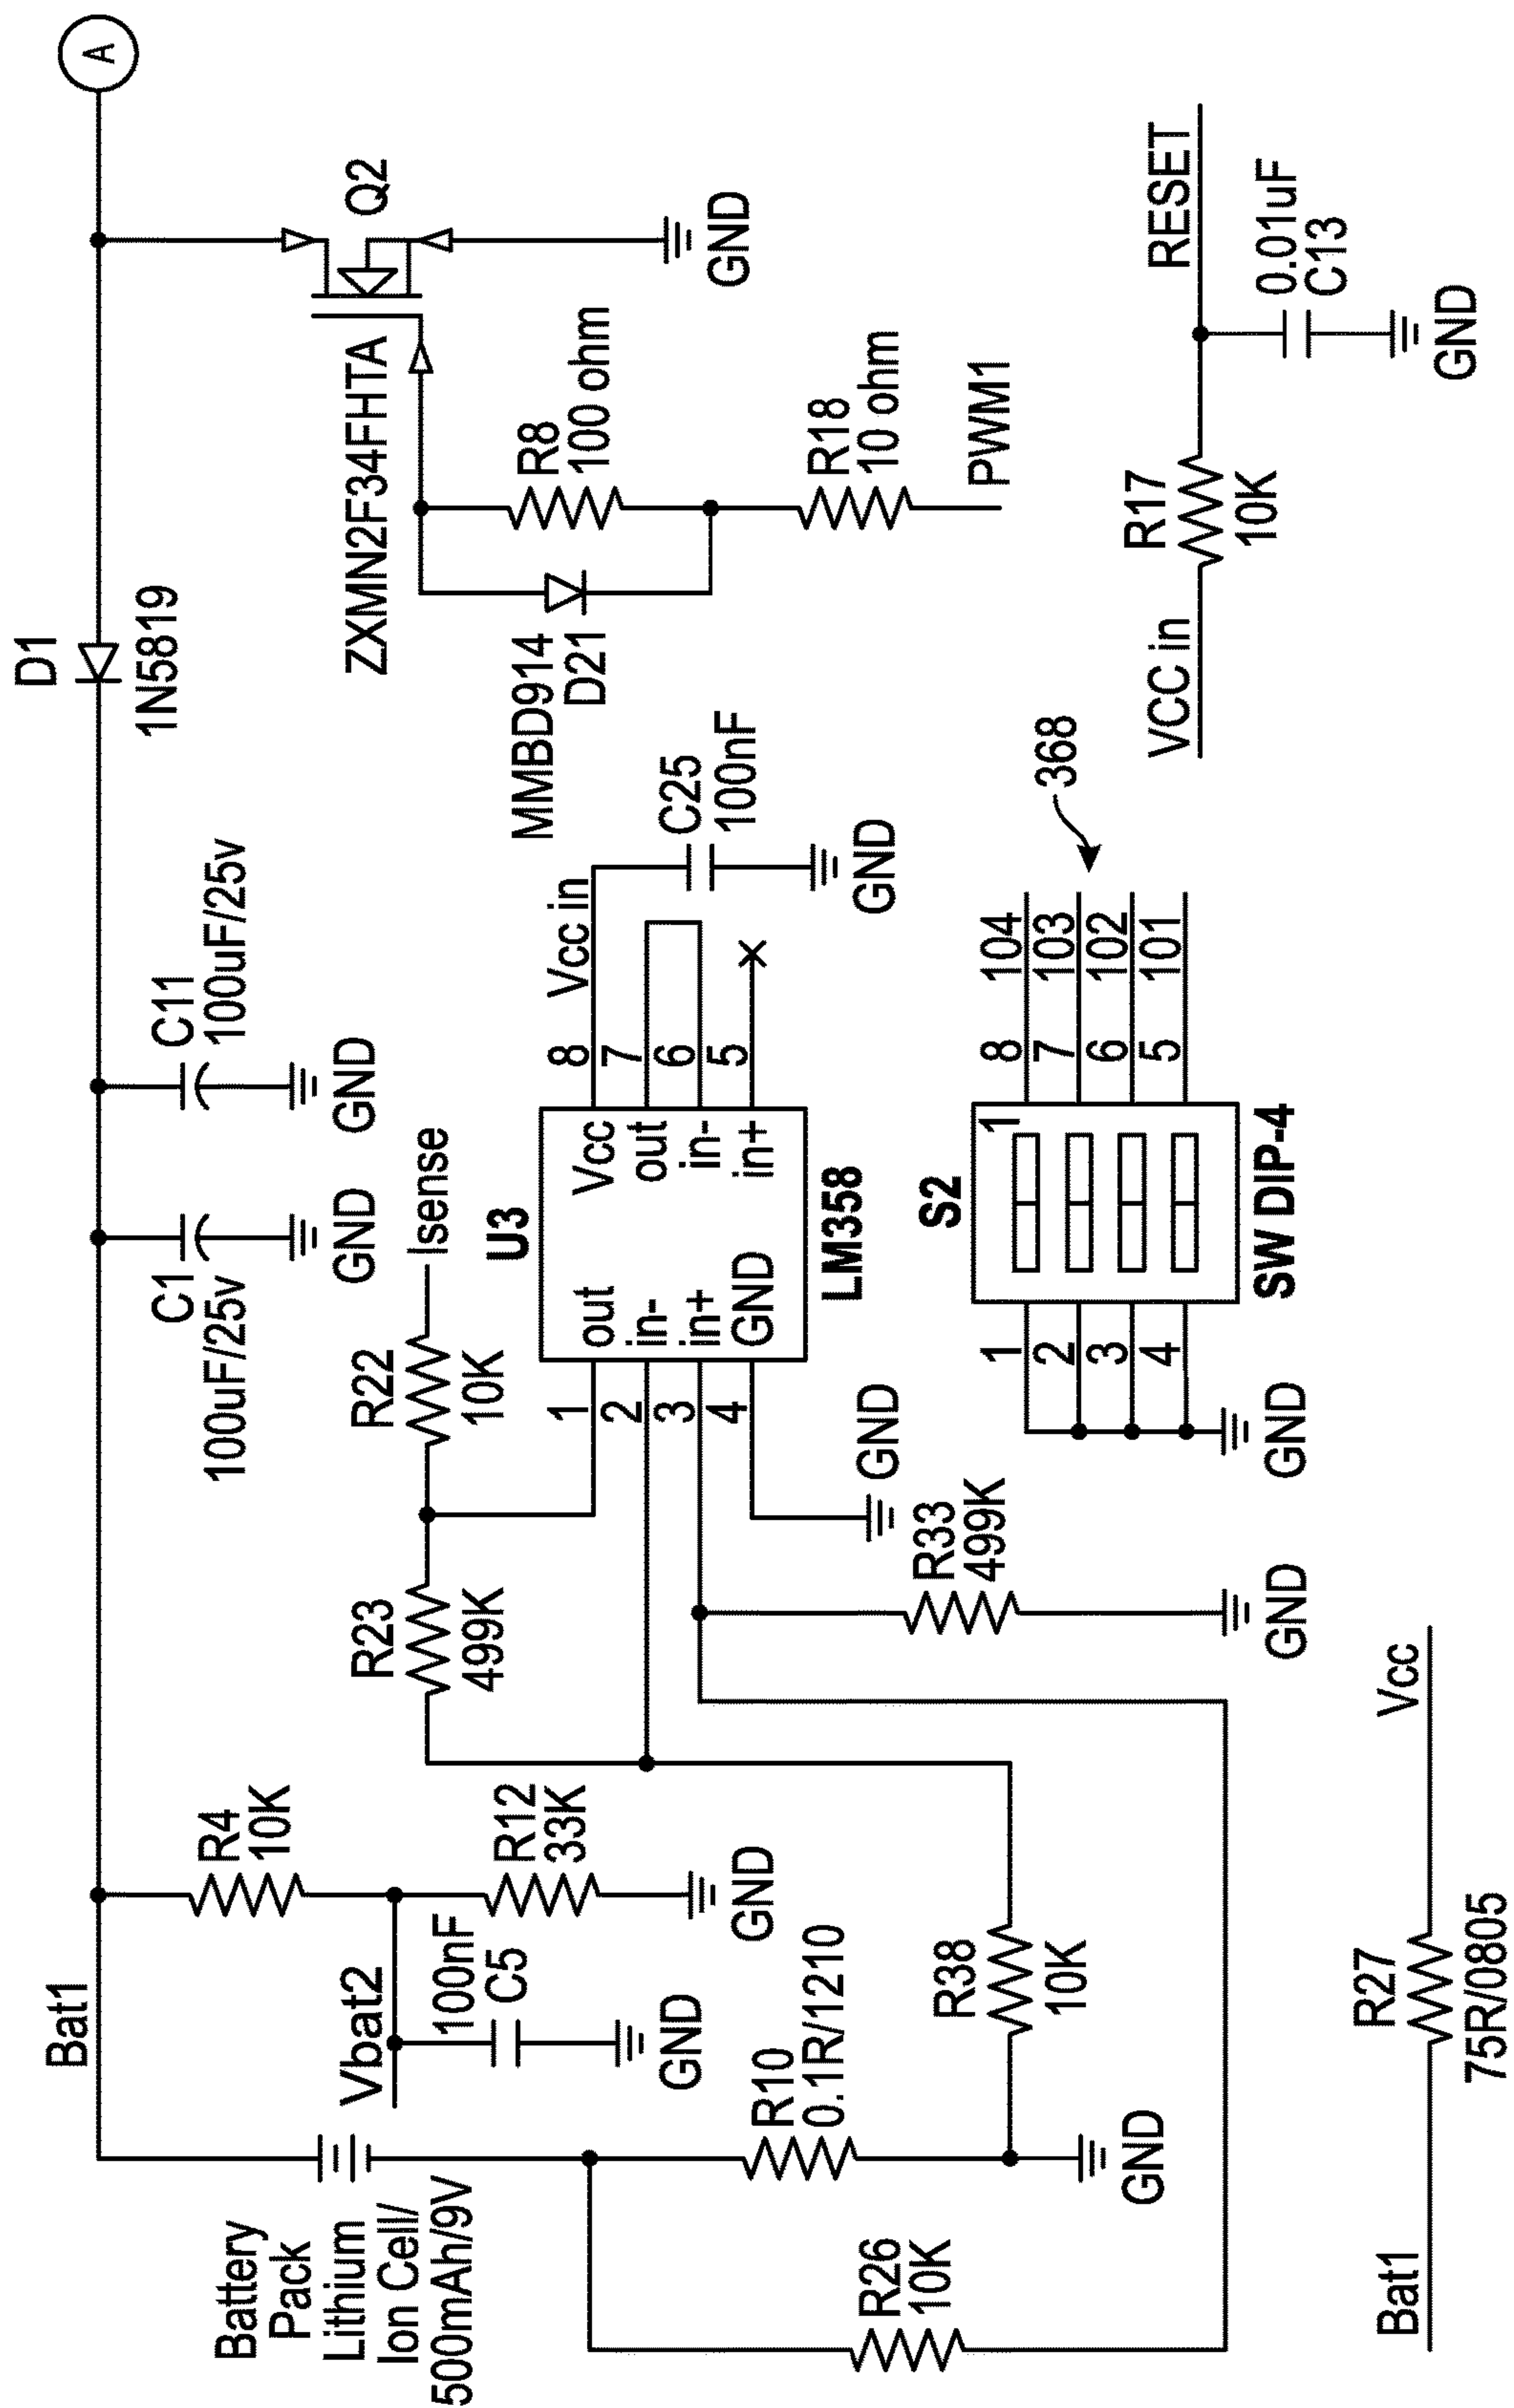 A
D1
1N5819
Q2
ZXMN2F34FHTA
GND
R8
100 ohm
MMBD914
D21
R18
10 ohm
PWM1
RESET
0.01uF
C13
GND
R17
10K
VCC in
C11
100uF/25v
GND
C1
100uF/25v
GND
Isense
R22
10K
R23
499K
U3
LM358
out
in-
in+
GND
Vcc
out
in-
in+
1
2
3
4
8
7
6
5
Vcc in
C25
100nF
GND
GND
R33
499K
GND
368
S2
SW DIP-4
1
1
2
3
4
8
7
6
5
104
103
102
101
GND
Bat1
R4
10K
R12
33K
GND
Vbat2
100nF
C5
GND
Battery
Pack
Lithium
Ion Cell/
500mAh/9V
R10
0.1R/1210
R38
10K
GND
R26
10K
Bat1
R27
75R/0805
Vcc